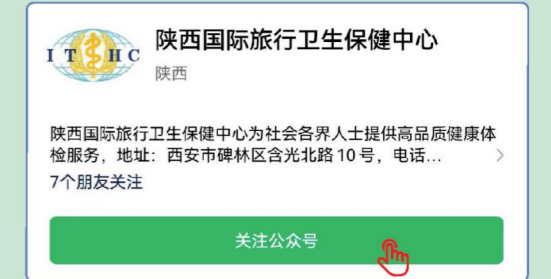 ITHC
陕西国际旅行卫生保健中心
陕西
陕西国际旅行卫生保健中心为社会各界人士提供高品质健康体
检服务，地址：西安市碑林区含光北路10号，电话...
7个朋友关注
关注公众号